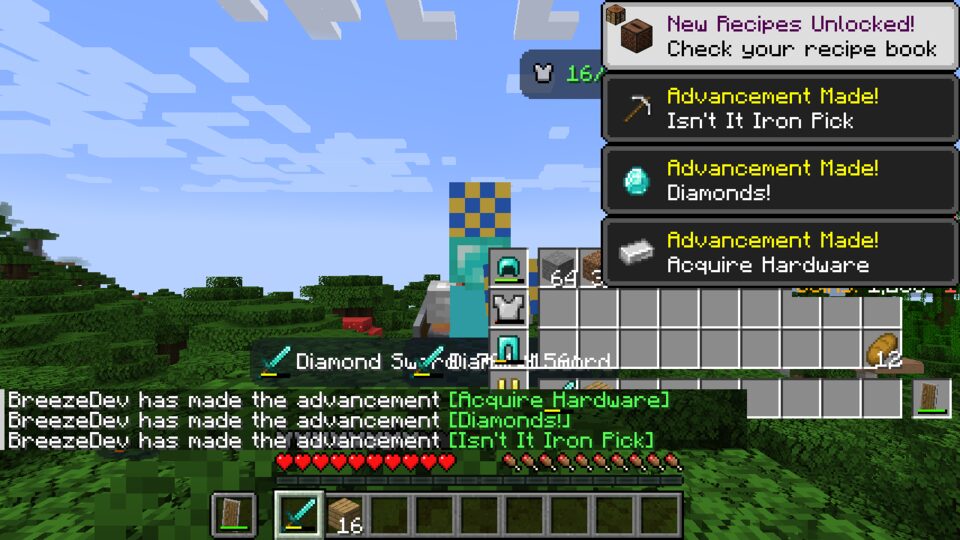 New Recipes Unlocked!
Check your recipe book
16/
Advancement Made!
Isn't It Iron Pick
Advancement Made!
Diamonds!
Advancement Made!
Acquire Hardware
64
12
Diamond
BreezeDev has made the advancement [Acquire Hardware]
BreezeDev has made the advancement [Diamonds!]
BreezeDev has made the advancement [Isn't It Iron Pick]
16